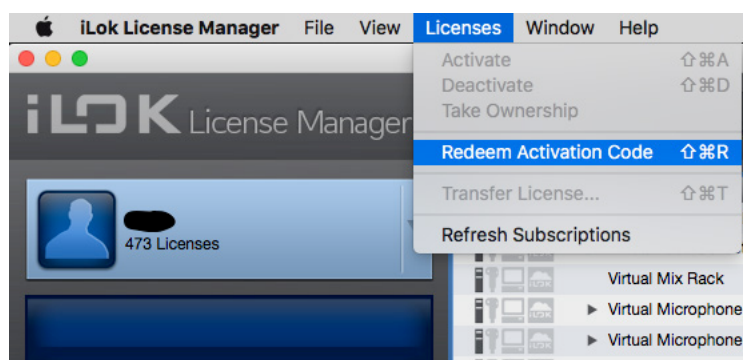 iLok License Manager File View Licenses Window Help
Activate ⇧⌘A
Deactivate ⇧⌘D
Take Ownership
iLOK License Manager
Redeem Activation Code ⇧⌘R
Transfer License... ⇧⌘T
473 Licenses
Refresh Subscriptions
Virtual Mix Rack
Virtual Microphone
Virtual Microphone